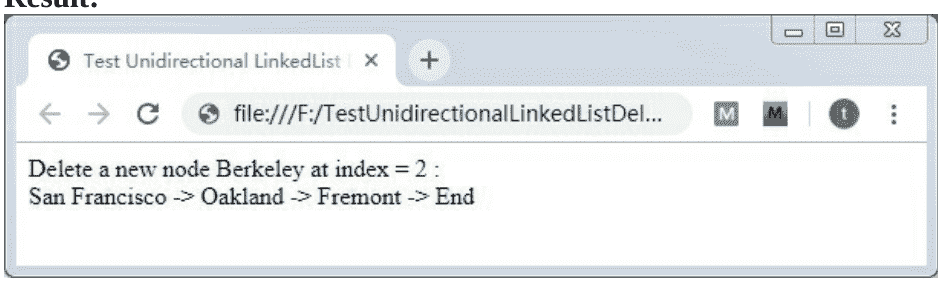 Result:
Test Unidirectional LinkedList
file:///F:/TestUnidirectionalLinkedListDel...
M M t
Delete a new node Berkeley at index = 2 :
San Francisco -> Oakland -> Fremont -> End